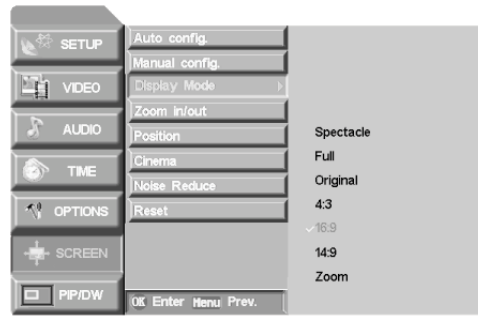 SETUP
VIDEO
AUDIO
TIME
OPTIONS
SCREEN
PIP/DW
Auto config.
Manual config.
Display Mode
Zoom in/out
Position
Cinema
Noise Reduce
Reset
OK Enter Menu Prev.
Spectacle
Full
Original
4:3
16:9
14:9
Zoom